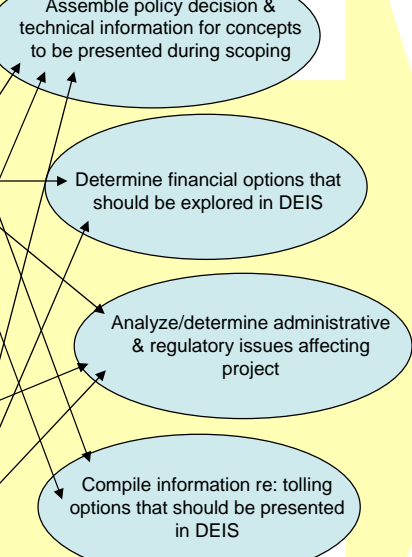 Assemble policy decision &
technical information for concepts
to be presented during scoping
Determine financial options that
should be explored in DEIS
Analyze/determine administrative
& regulatory issues affecting
project
Compile information re: tolling
options that should be presented
in DEIS